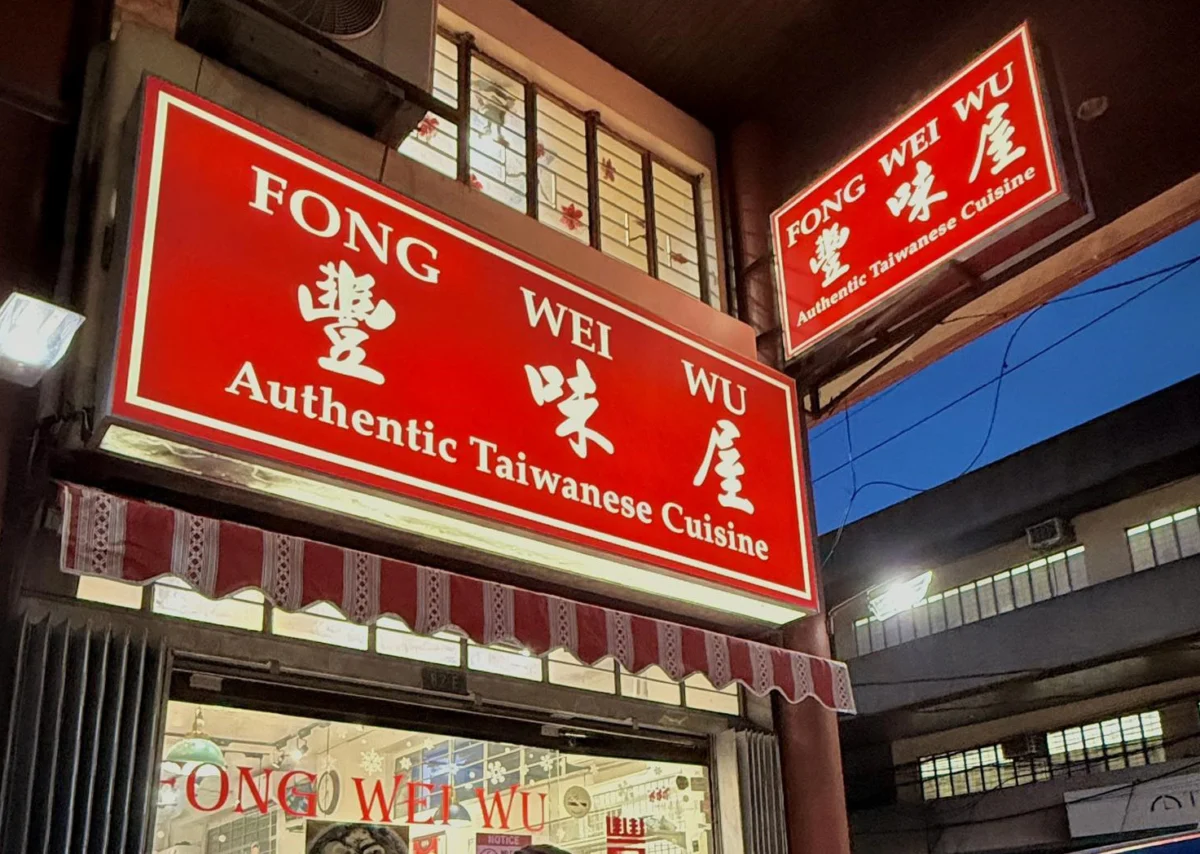 FONG WEI WU
豐 味 屋
Authentic Taiwanese Cuisine
FONG WEI WU
豐 味 屋
Authentic Taiwanese Cuisine
FONG WEI WU
NOTICE